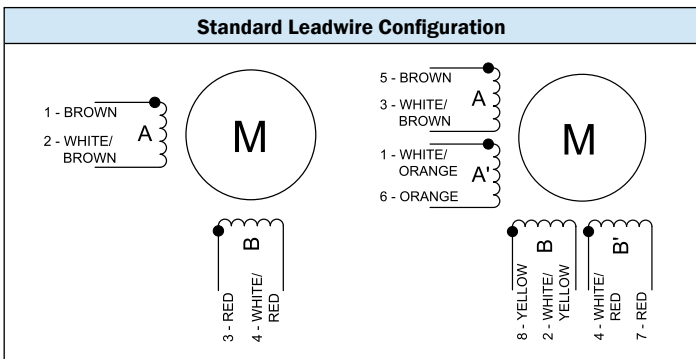 Standard Leadwire Configuration
1 - BROWN
2 - WHITE/
BROWN
A
M
B
3 - RED
4 - WHITE/
RED
5 - BROWN
3 - WHITE/
BROWN
A
1 - WHITE/
ORANGE
A'
6 - ORANGE
M
B
B'
8 - YELLOW
2 - WHITE/
YELLOW
4 - WHITE/
RED
7 - RED